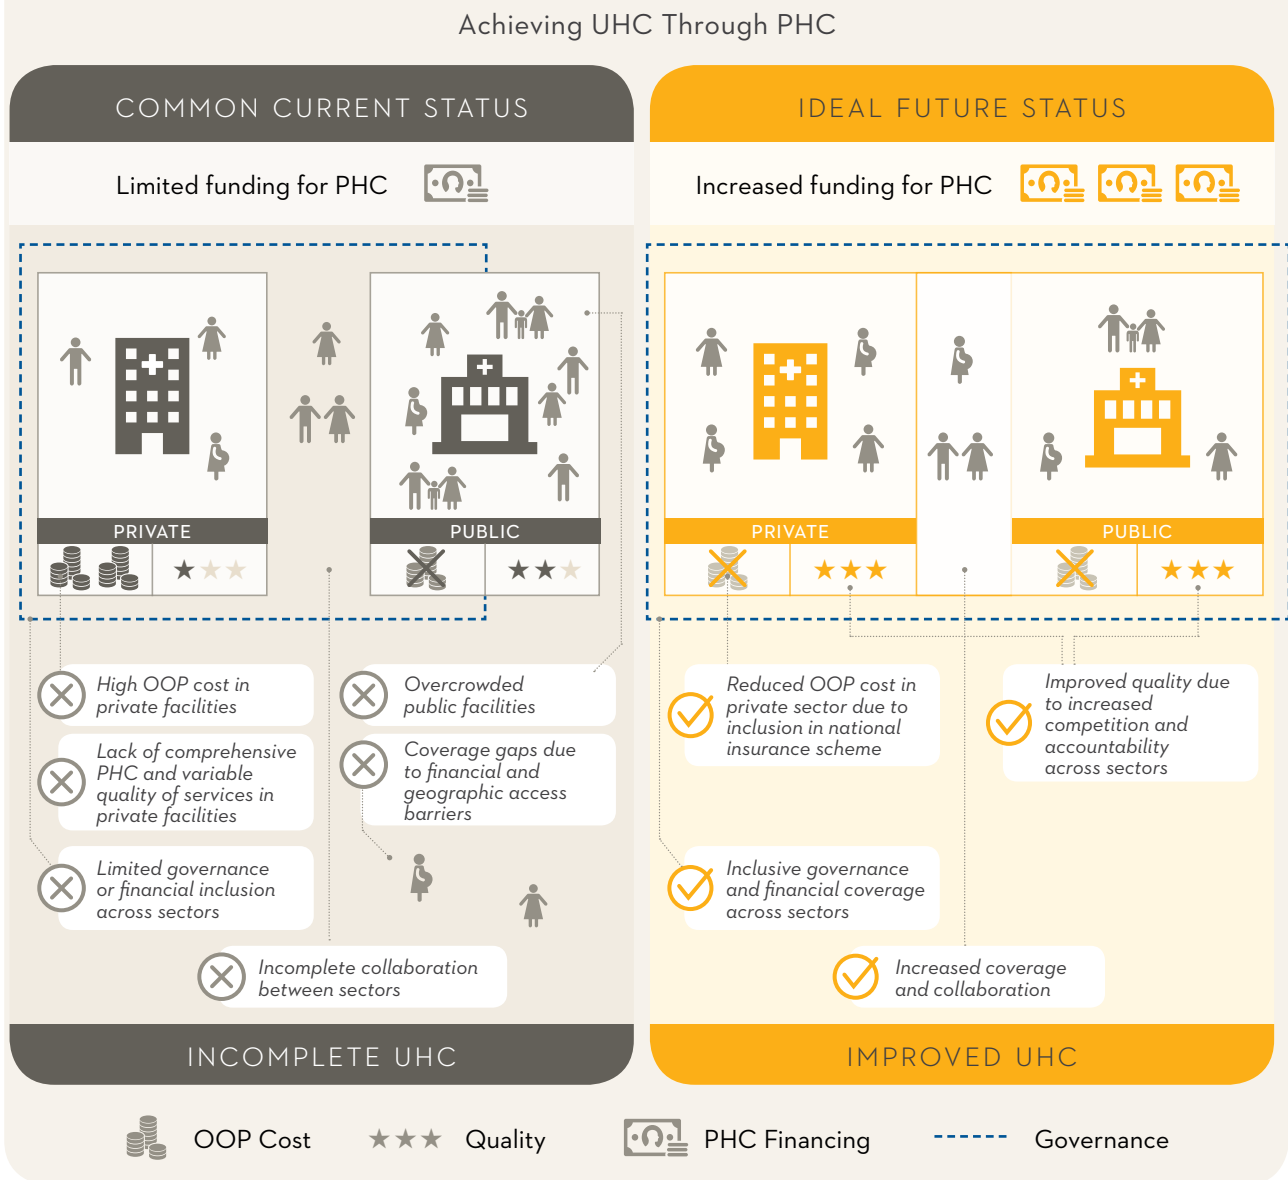 Achieving UHC Through PHC
COMMON CURRENT STATUS
Limited funding for PHC
PRIVATE
PUBLIC
High OOP cost in
private facilities
Lack of comprehensive
PHC and variable
quality of services in
private facilities
Limited governance
or financial inclusion
across sectors
Overcrowded
public facilities
Coverage gaps due
to financial and
geographic access
barriers
Incomplete collaboration
between sectors
INCOMPLETE UHC
IDEAL FUTURE STATUS
Increased funding for PHC
PRIVATE
PUBLIC
Reduced OOP cost in
private sector due to
inclusion in national
insurance scheme
Improved quality due
to increased
competition and
accountability
across sectors
Inclusive governance
and financial coverage
across sectors
Increased coverage
and collaboration
IMPROVED UHC
OOP Cost
Quality
PHC Financing
Governance